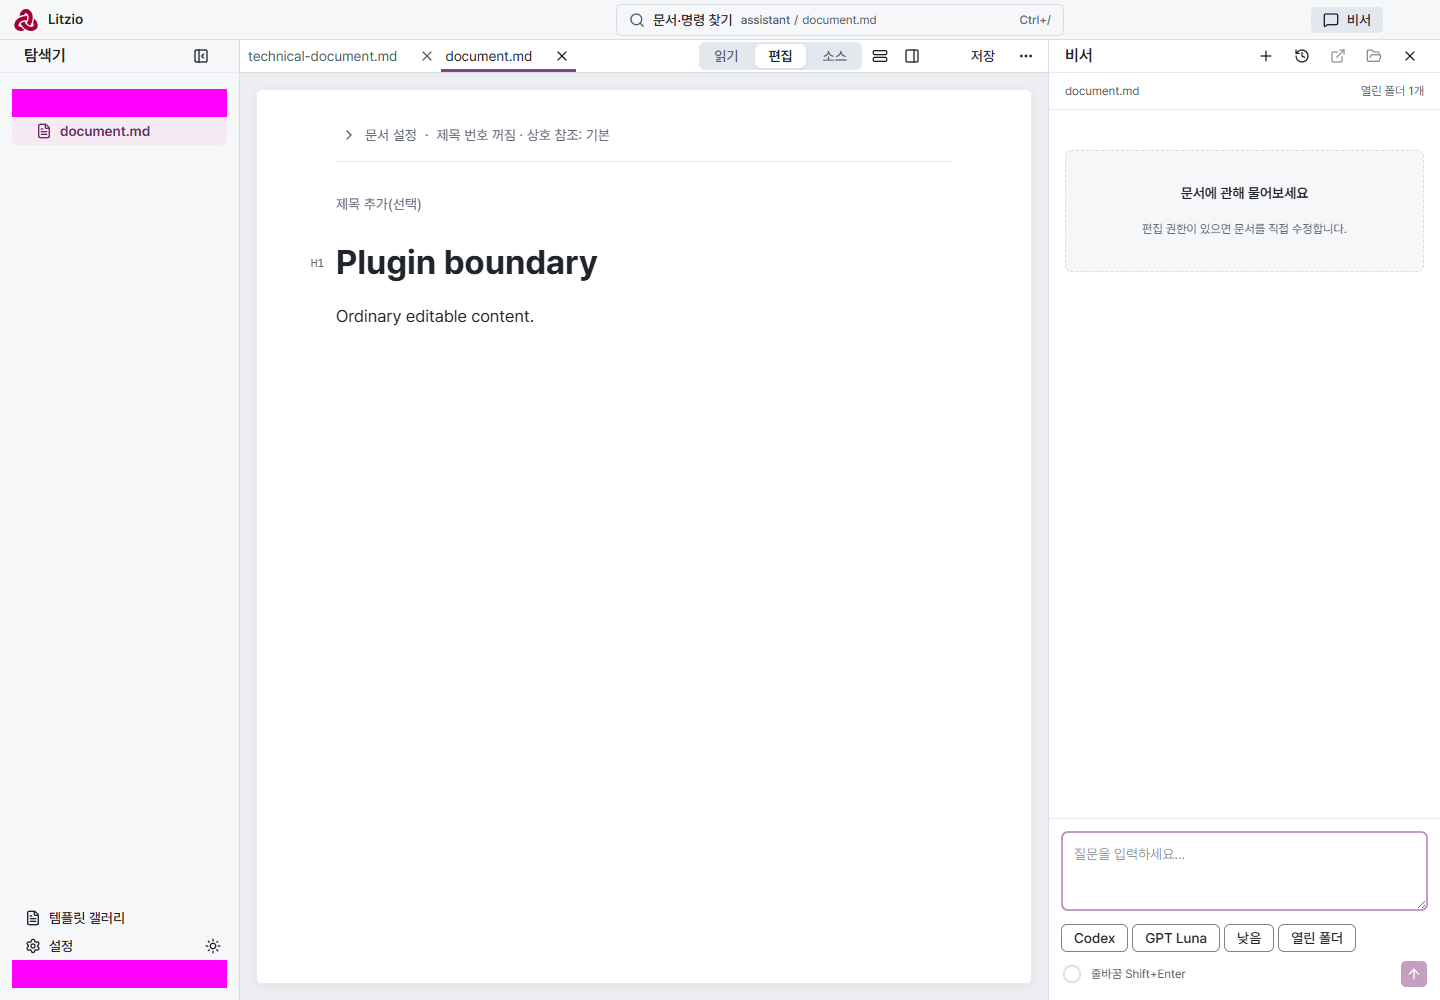 Litzio
문서·명령 찾기 assistant / document.md Ctrl+/
비서
탐색기
technical-document.md
document.md
읽기 편집 소스
저장
비서
document.md
열린 폴더 1개
document.md
문서 설정 · 제목 번호 꺼짐 · 상호 참조: 기본
제목 추가(선택)
H1 Plugin boundary
Ordinary editable content.
문서에 관해 물어보세요
편집 권한이 있으면 문서를 직접 수정합니다.
질문을 입력하세요...
Codex GPT Luna 낮음 열린 폴더
줄바꿈 Shift+Enter
템플릿 갤러리
설정